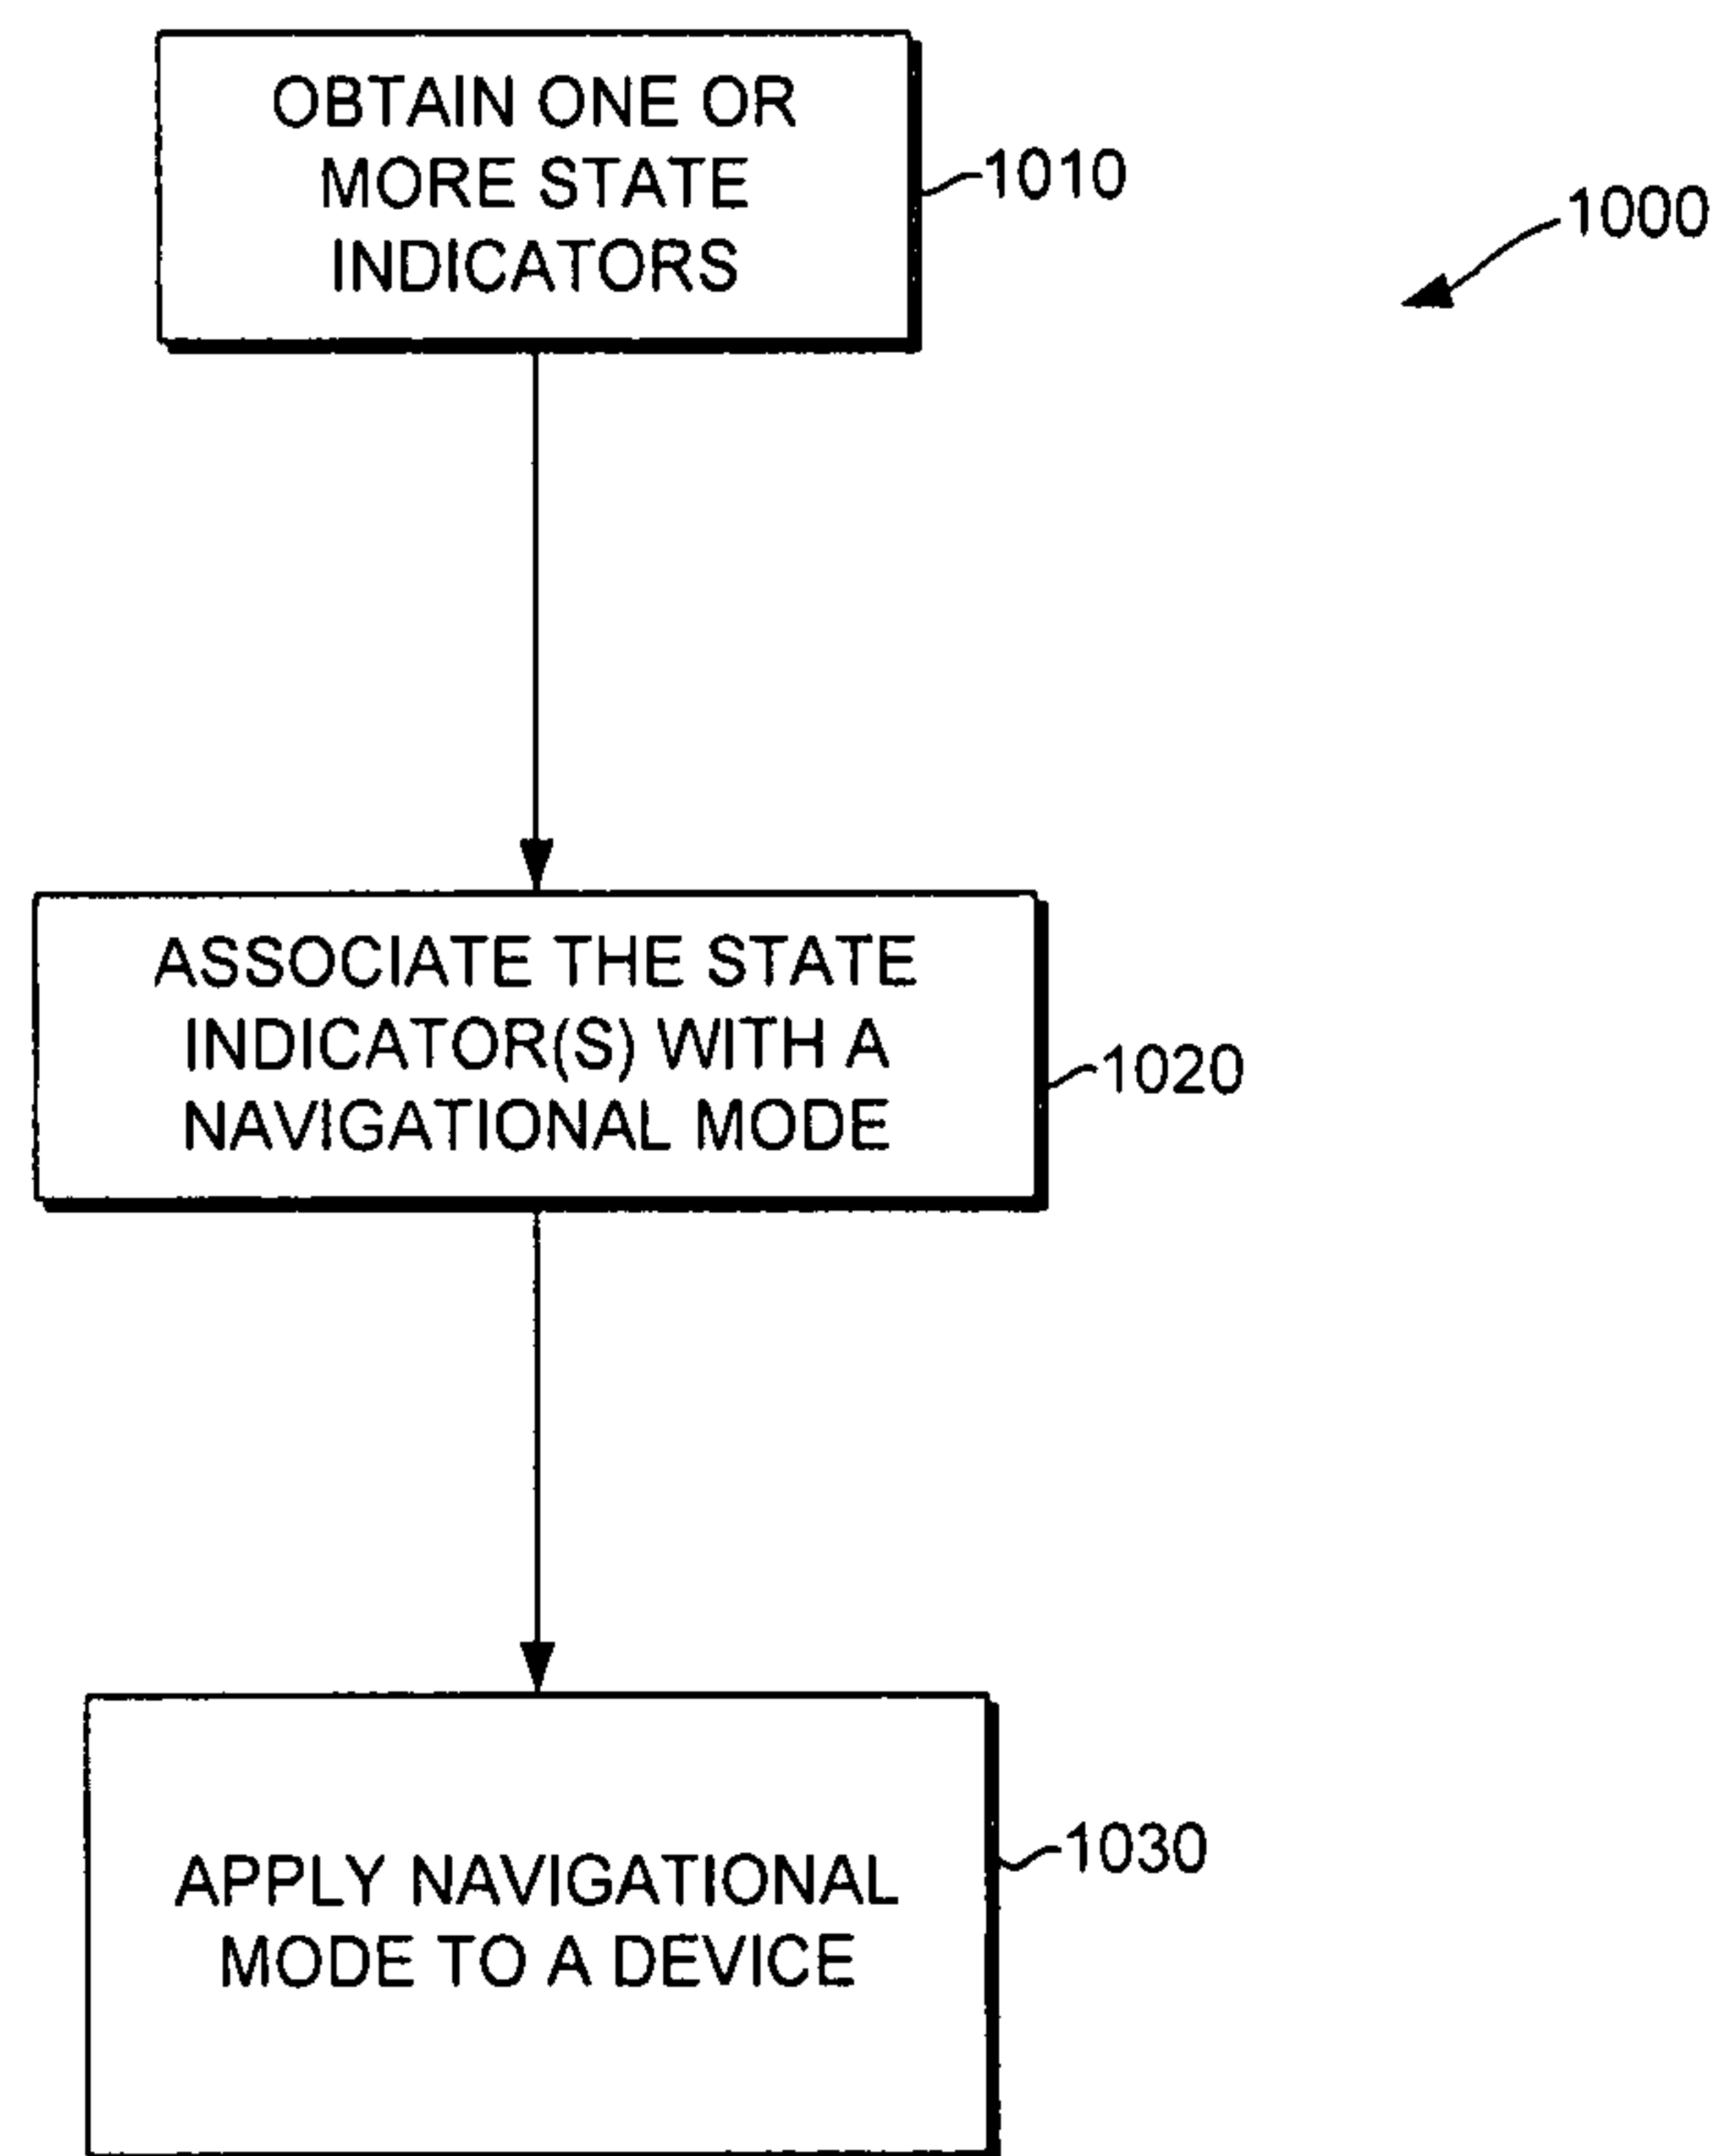 OBTAIN ONE OR
MORE STATE
INDICATORS
1010
1000
ASSOCIATE THE STATE
INDICATOR(S) WITH A
NAVIGATIONAL MODE
1020
APPLY NAVIGATIONAL
MODE TO A DEVICE
1030